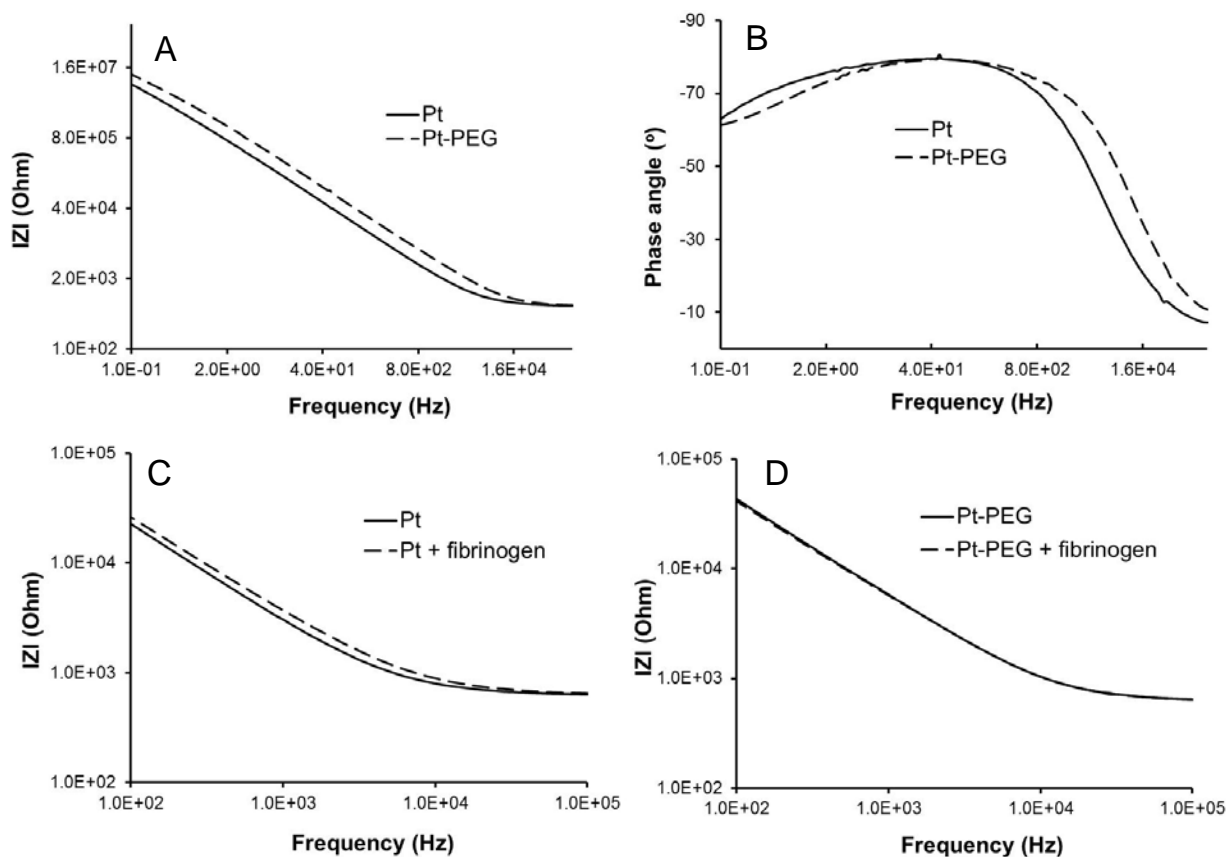 A
IZI (Ohm)
1.6E+07
8.0E+05
4.0E+04
2.0E+03
1.0E+02
Pt
Pt-PEG
1.0E-01 2.0E+00 4.0E+01 8.0E+02 1.6E+04
Frequency (Hz)
B
Phase angle (º)
-90
-70
-50
-30
-10
Pt
Pt-PEG
1.0E-01 2.0E+00 4.0E+01 8.0E+02 1.6E+04
Frequency (Hz)
C
IZI (Ohm)
1.0E+05
1.0E+04
1.0E+03
1.0E+02
Pt
Pt + fibrinogen
1.0E+02 1.0E+03 1.0E+04 1.0E+05
Frequency (Hz)
D
IZI (Ohm)
1.0E+05
1.0E+04
1.0E+03
1.0E+02
Pt-PEG
Pt-PEG + fibrinogen
1.0E+02 1.0E+03 1.0E+04 1.0E+05
Frequency (Hz)